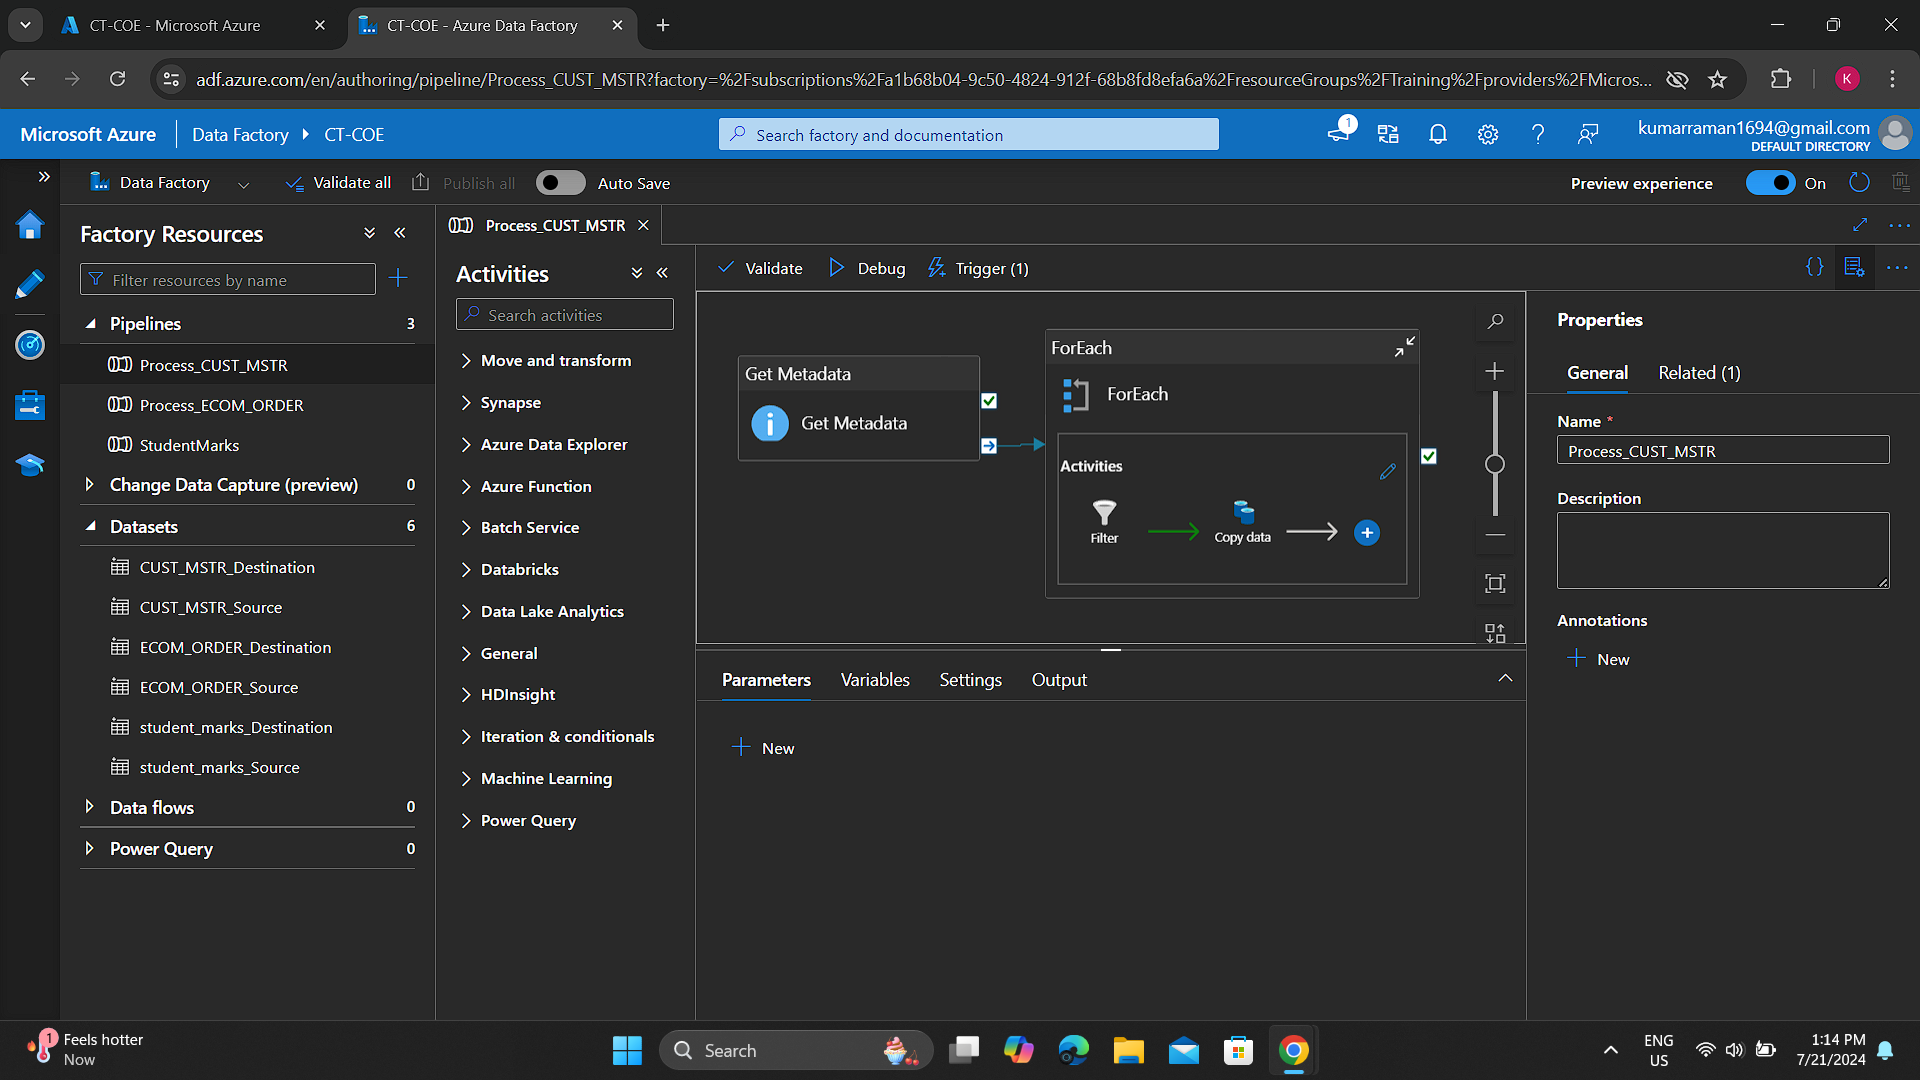 CT-COE - Microsoft Azure
CT-COE - Azure Data Factory
adf.azure.com/en/authoring/pipeline/Process_CUST_MSTR?factory=%2Fsubscriptions%2Fa1b68b04-9c50-4824-912f-68b8fd8efa6a%2FresourceGroups%2FTraining%2Fproviders%2FMicros...
K
Microsoft Azure
Data Factory
CT-COE
Search factory and documentation
1
kumarraman1694@gmail.com
DEFAULT DIRECTORY
Data Factory
Validate all
Publish all
Auto Save
Preview experience
On
Factory Resources
Filter resources by name
Pipelines 3
Process_CUST_MSTR
Process_ECOM_ORDER
StudentMarks
Change Data Capture (preview) 0
Datasets 6
CUST_MSTR_Destination
CUST_MSTR_Source
ECOM_ORDER_Destination
ECOM_ORDER_Source
student_marks_Destination
student_marks_Source
Data flows 0
Power Query 0
Process_CUST_MSTR
Activities
Search activities
Move and transform
Synapse
Azure Data Explorer
Azure Function
Batch Service
Databricks
Data Lake Analytics
General
HDInsight
Iteration & conditionals
Machine Learning
Power Query
Validate
Debug
Trigger (1)
Get Metadata
Get Metadata
ForEach
ForEach
Activities
Filter
Copy data
Parameters
Variables
Settings
Output
New
Properties
General
Related (1)
Name *
Process_CUST_MSTR
Description
Annotations
New
1
Feels hotter
Now
Search
ENG
US
1:14 PM
7/21/2024